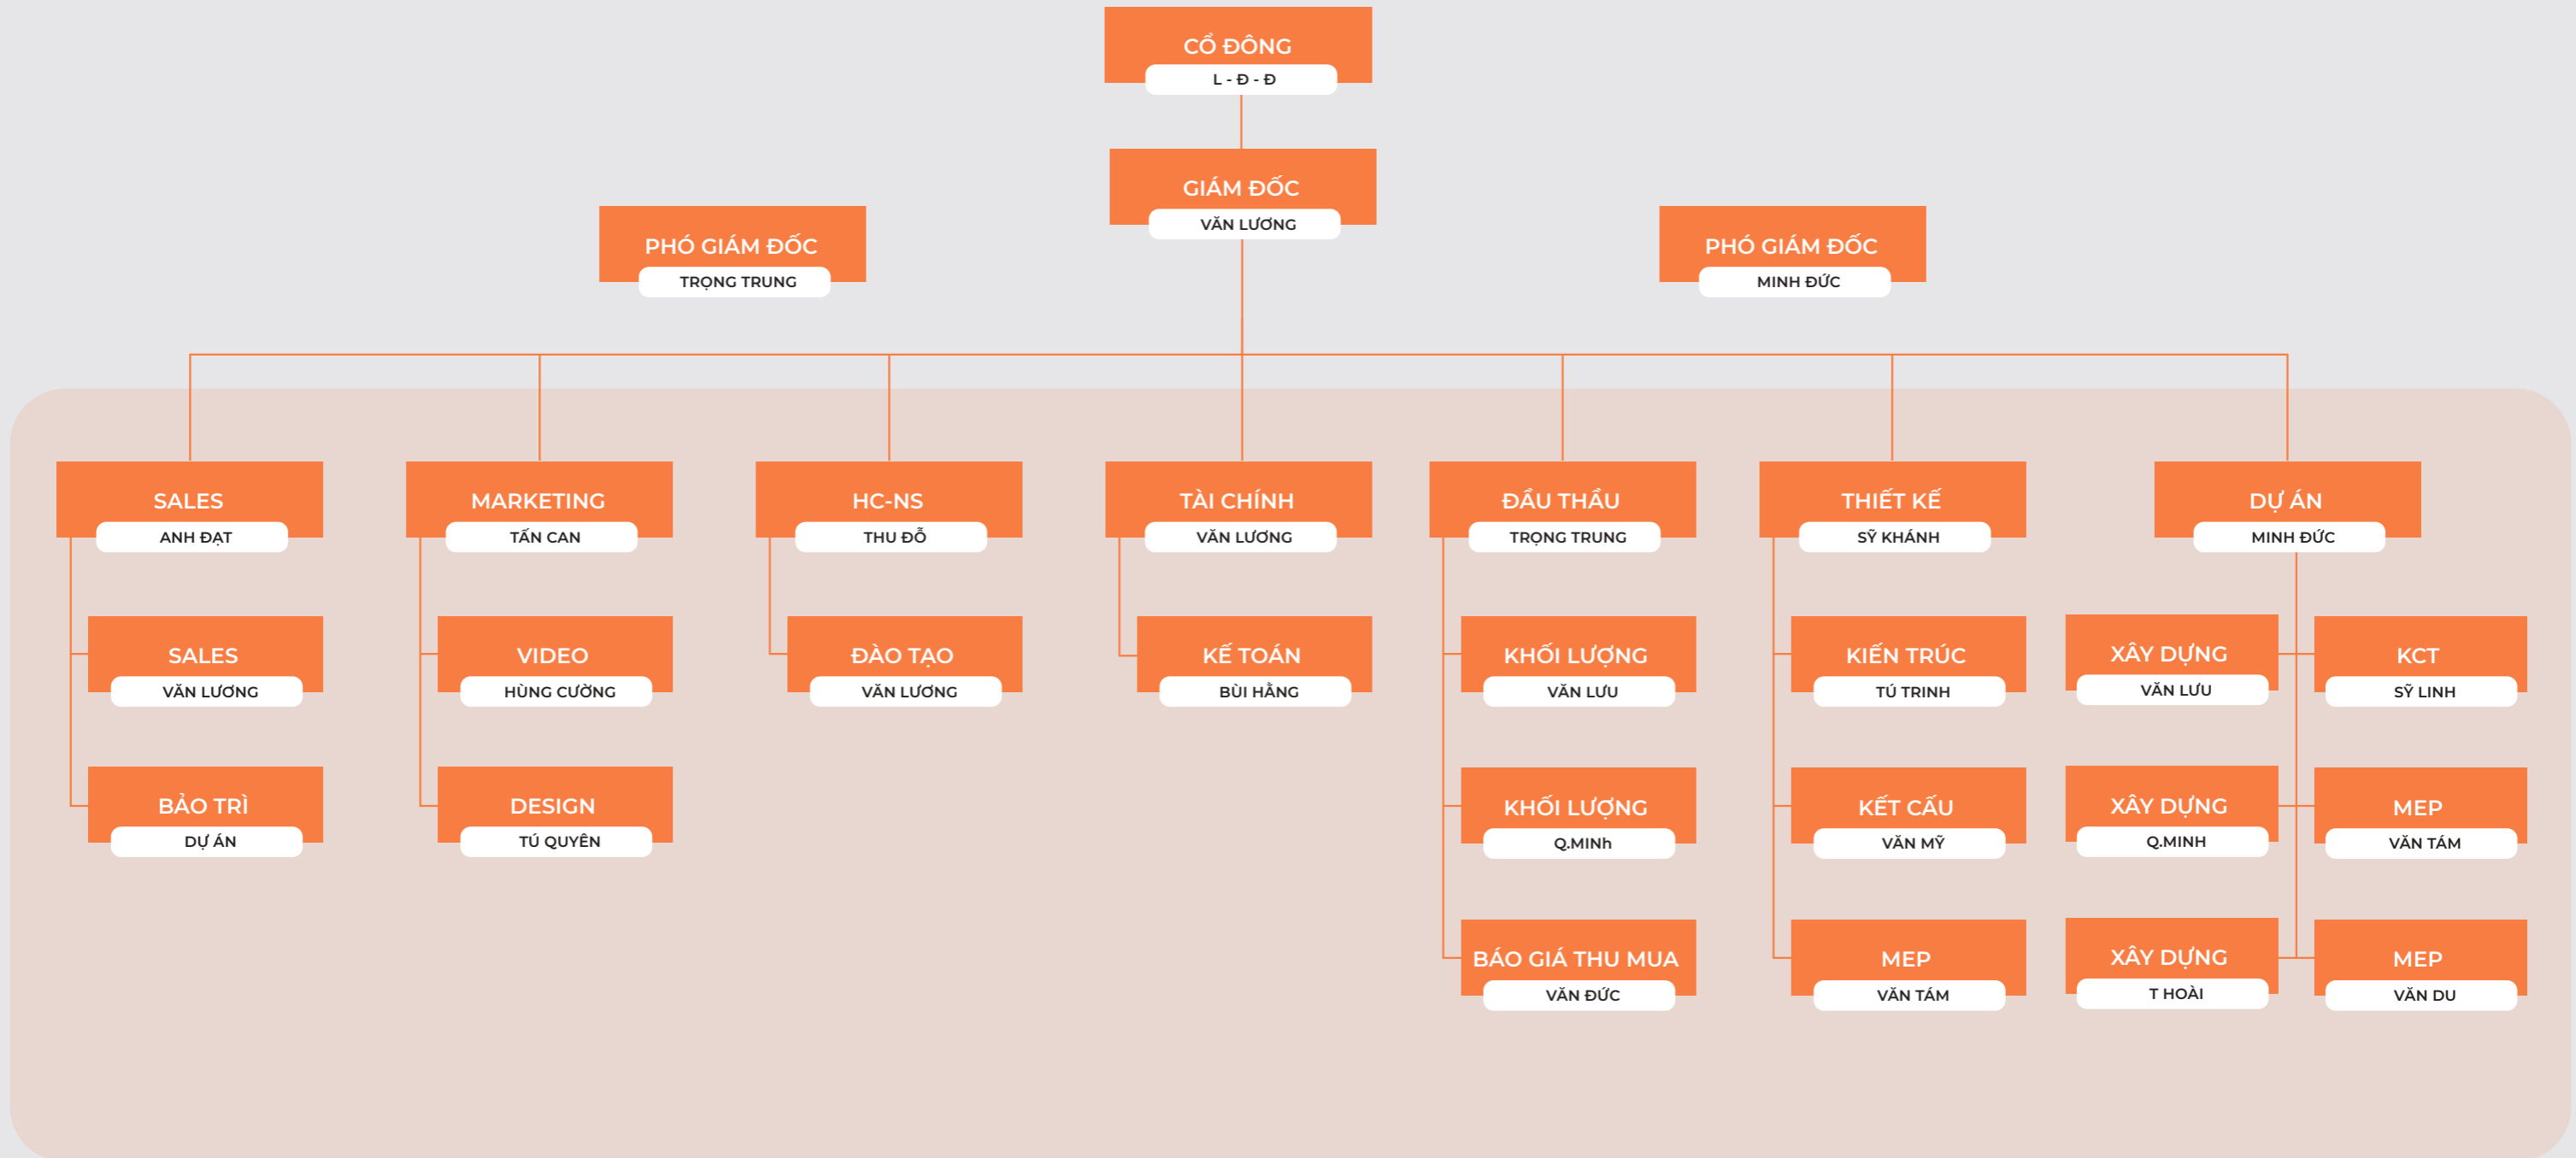 CỔ ĐÔNG
L - Đ - Đ
GIÁM ĐỐC
VĂN LƯƠNG
PHÓ GIÁM ĐỐC
TRỌNG TRUNG
PHÓ GIÁM ĐỐC
MINH ĐỨC
SALES
ANH ĐẠT
MARKETING
TẤN CAN
HC-NS
THU ĐỖ
TÀI CHÍNH
VĂN LƯƠNG
ĐẦU THẦU
TRỌNG TRUNG
THIẾT KẾ
SỸ KHÁNH
DỰ ÁN
MINH ĐỨC
SALES
VĂN LƯƠNG
VIDEO
HÙNG CƯỜNG
ĐÀO TẠO
VĂN LƯƠNG
KẾ TOÁN
BÙI HẰNG
KHỐI LƯỢNG
VĂN LƯU
KIẾN TRÚC
TÚ TRINH
XÂY DỰNG
VĂN LƯU
KCT
SỸ LINH
BẢO TRÌ
DỰ ÁN
DESIGN
TÚ QUYÊN
KHỐI LƯỢNG
Q.MINh
KẾT CẤU
VĂN MỸ
XÂY DỰNG
Q.MINH
MEP
VĂN TÁM
BÁO GIÁ THU MUA
VĂN ĐỨC
MEP
VĂN TÁM
XÂY DỰNG
T HOÀI
MEP
VĂN DU